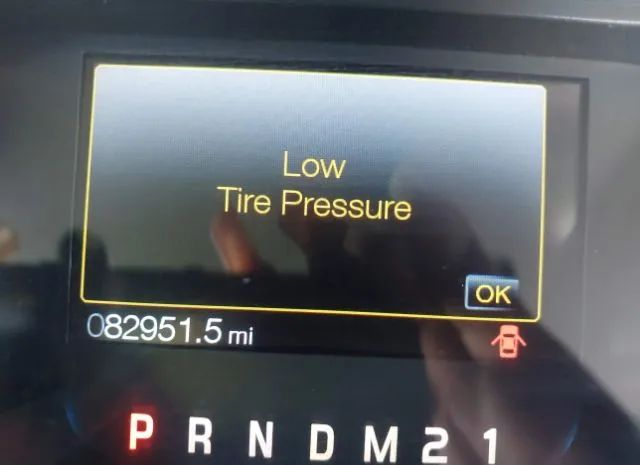 Low
Tire Pressure
OK
082951.5 mi
P R N D M 2 1